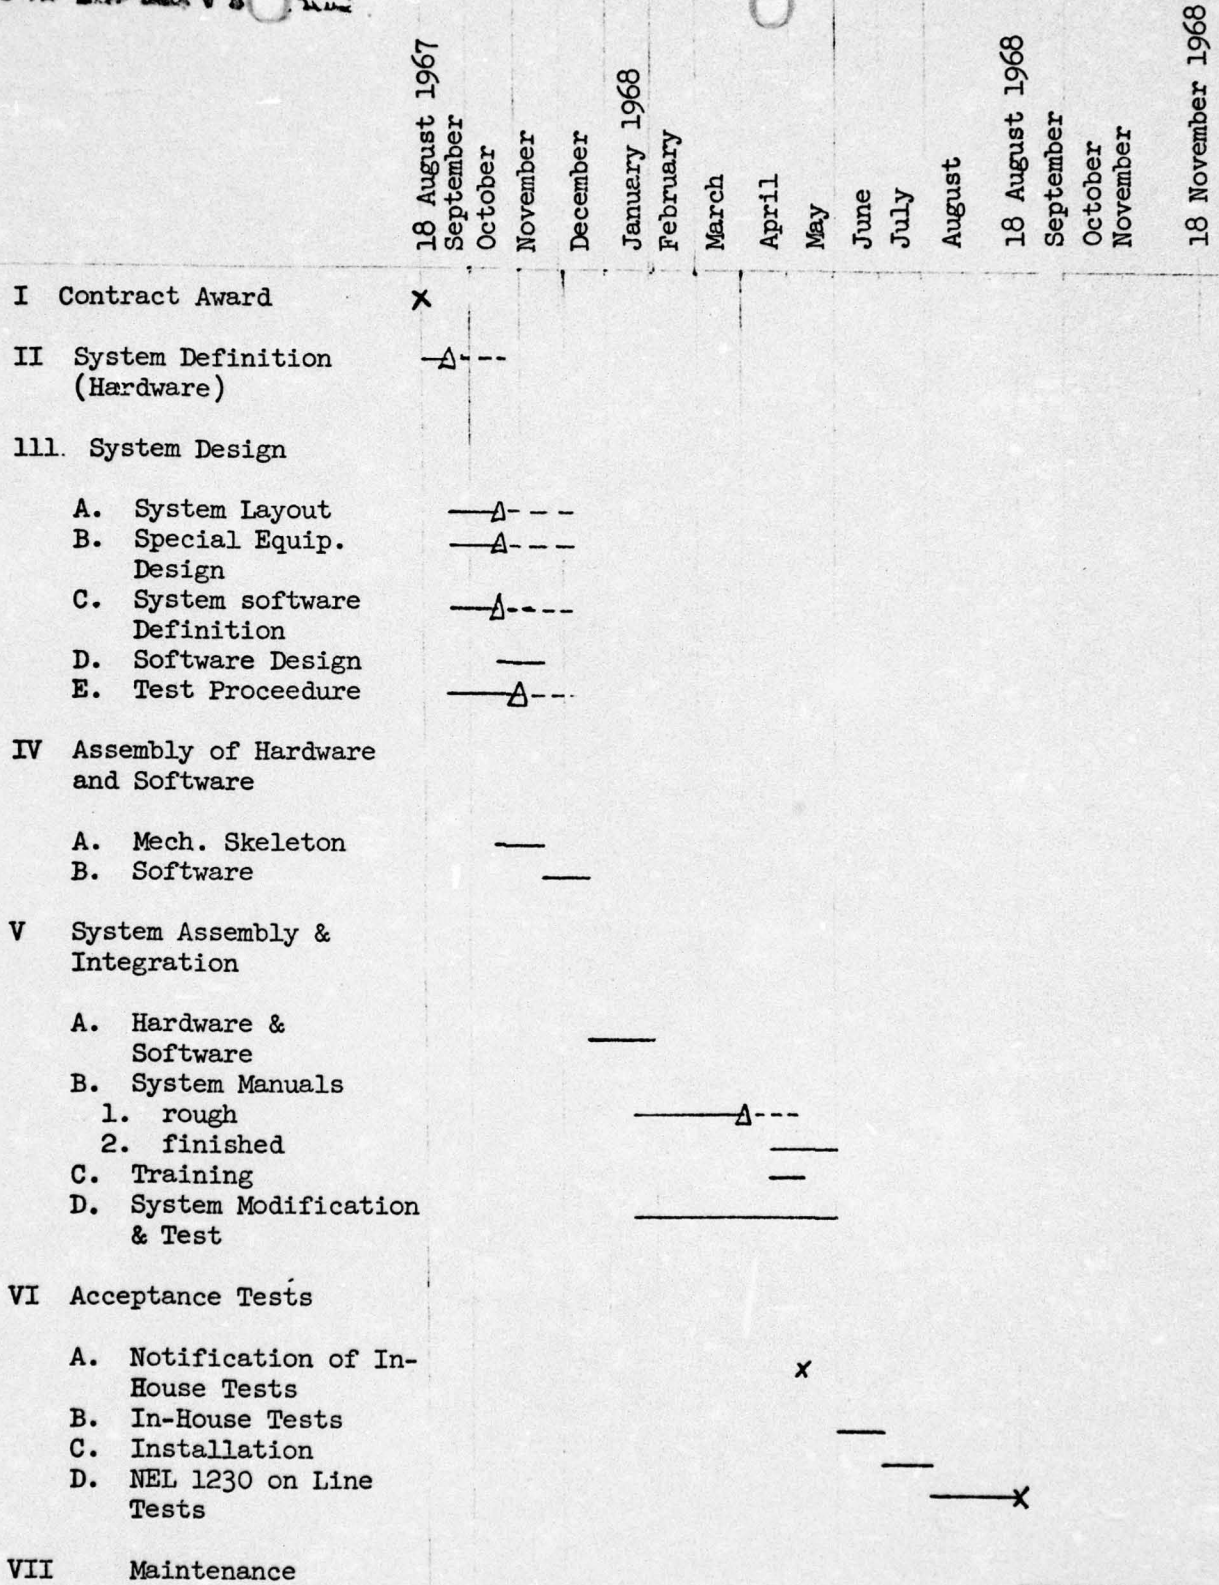 18 August 1967
September
October
November
December
January 1968
February
March
April
May
June
July
August
18 August 1968
September
October
November
18 November 1968
I Contract Award
II System Definition
(Hardware)
111. System Design
A. System Layout
B. Special Equip.
Design
C. System software
Definition
D. Software Design
E. Test Proceedure
IV Assembly of Hardware
and Software
A. Mech. Skeleton
B. Software
V System Assembly &
Integration
A. Hardware &
Software
B. System Manuals
1. rough
2. finished
C. Training
D. System Modification
& Test
VI Acceptance Tests
A. Notification of In-
House Tests
B. In-House Tests
C. Installation
D. NEL 1230 on Line
Tests
VII Maintenance